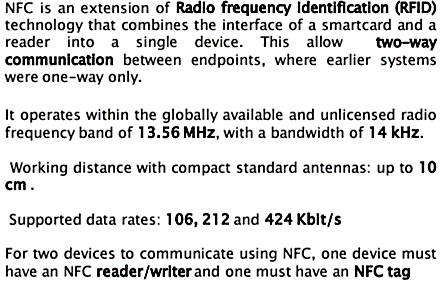 NFC is an extension of Radio frequency identification (RFID)
technology that combines the interface of a smartcard and a
reader into a single device. This allow two-way
communication between endpoints, where earlier systems
were one-way only.
It operates within the globally available and unlicensed radio
frequency band of 13.56 MHz, with a bandwidth of 14 kHz.
Working distance with compact standard antennas: up to 10
cm .
Supported data rates: 106, 212 and 424 Kbit/s
For two devices to communicate using NFC, one device must
have an NFC reader/writer and one must have an NFC tag